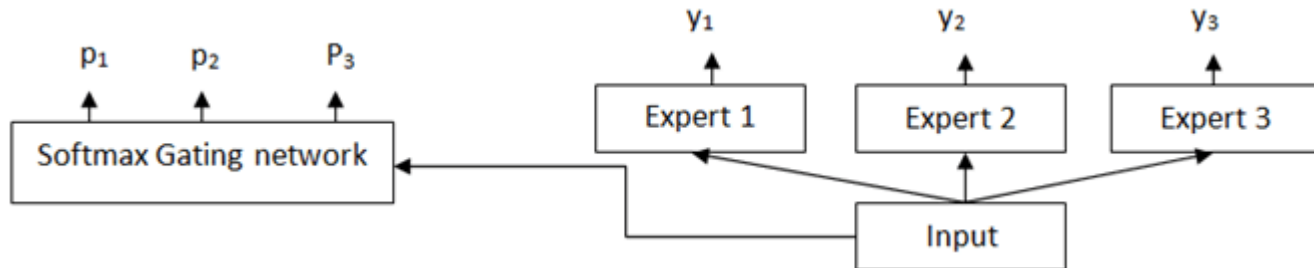 p₁ p₂ P₃
Softmax Gating network
y₁ y₂ y₃
Expert 1 Expert 2 Expert 3
Input